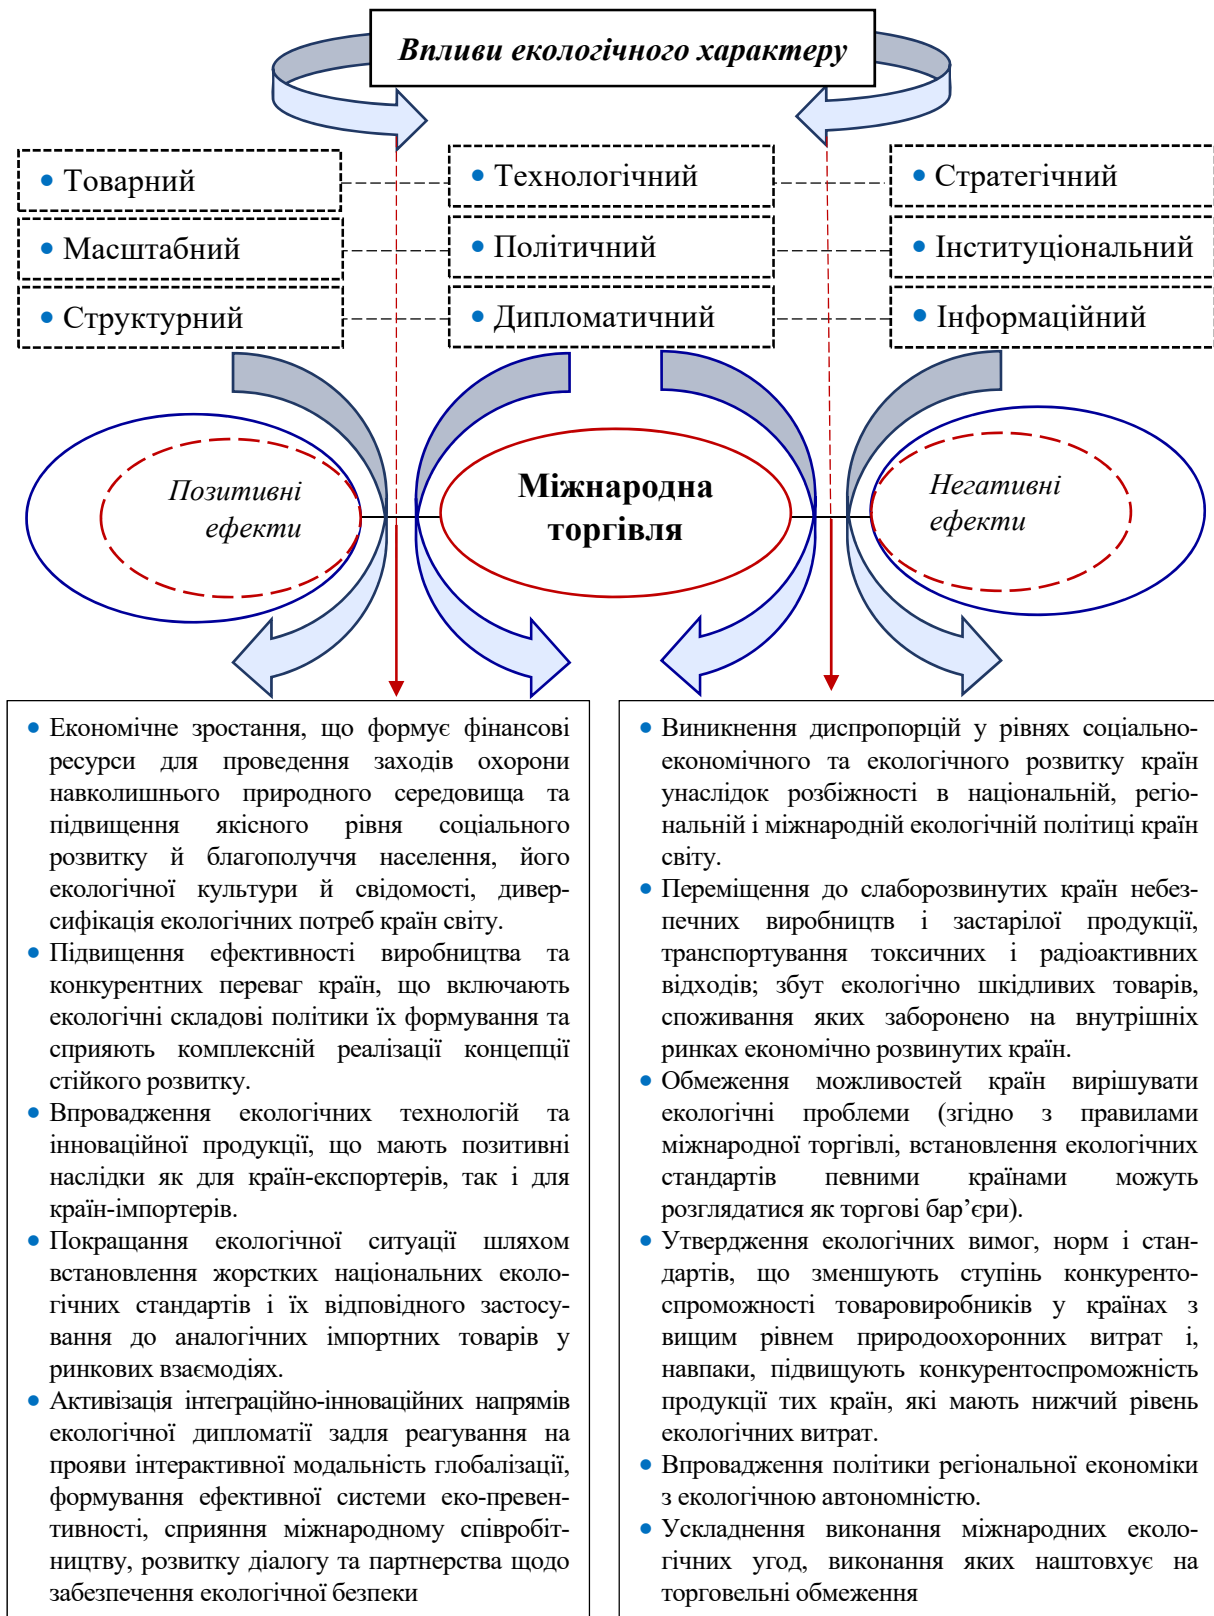 Впливи екологічного характеру
• Товарний
• Технологічний
• Стратегічний
• Масштабний
• Політичний
• Інституціональний
• Структурний
• Дипломатичний
• Інформаційний
Позитивні
ефекти
Міжнародна
торгівля
Негативні
ефекти
• Економічне зростання, що формує фінансові
ресурси для проведення заходів охорони
навколишнього природного середовища та
підвищення якісного рівня соціального
розвитку й благополуччя населення, його
екологічної культури й свідомості, дивер-
сифікація екологічних потреб країн світу.
• Підвищення ефективності виробництва та
конкурентних переваг країн, що включають
екологічні складові політики їх формування та
сприяють комплексній реалізації концепції
стійкого розвитку.
• Впровадження екологічних технологій та
інноваційної продукції, що мають позитивні
наслідки як для країн-експортерів, так і для
країн-імпортерів.
• Покращання екологічної ситуації шляхом
встановлення жорстких національних еколо-
гічних стандартів і їх відповідного застосу-
вання до аналогічних імпортних товарів у
ринкових взаємодіях.
• Активізація інтеграційно-інноваційних напрямів
екологічної дипломатії задля реагування на
прояви інтерактивної модальність глобалізації,
формування ефективної системи еко-превен-
тивності, сприяння міжнародному співробіт-
ництву, розвитку діалогу та партнерства щодо
забезпечення екологічної безпеки
• Виникнення диспропорцій у рівнях соціально-
економічного та екологічного розвитку країн
унаслідок розбіжності в національній, регіо-
нальній і міжнародній екологічній політиці країн
світу.
• Переміщення до слаборозвинутих країн небез-
печних виробництв і застарілої продукції,
транспортування токсичних і радіоактивних
відходів; збут екологічно шкідливих товарів,
споживання яких заборонено на внутрішніх
ринках економічно розвинутих країн.
• Обмеження можливостей країн вирішувати
екологічні проблеми (згідно з правилами
міжнародної торгівлі, встановлення екологічних
стандартів певними країнами можуть
розглядатися як торгові бар’єри).
• Утвердження екологічних вимог, норм і стан-
дартів, що зменшують ступінь конкуренто-
спроможності товаровиробників у країнах з
вищим рівнем природоохоронних витрат і,
навпаки, підвищують конкурентоспроможність
продукції тих країн, які мають нижчий рівень
екологічних витрат.
• Впровадження політики регіональної економіки
з екологічною автономністю.
• Ускладнення виконання міжнародних еколо-
гічних угод, виконання яких наштовхує на
торговельні обмеження